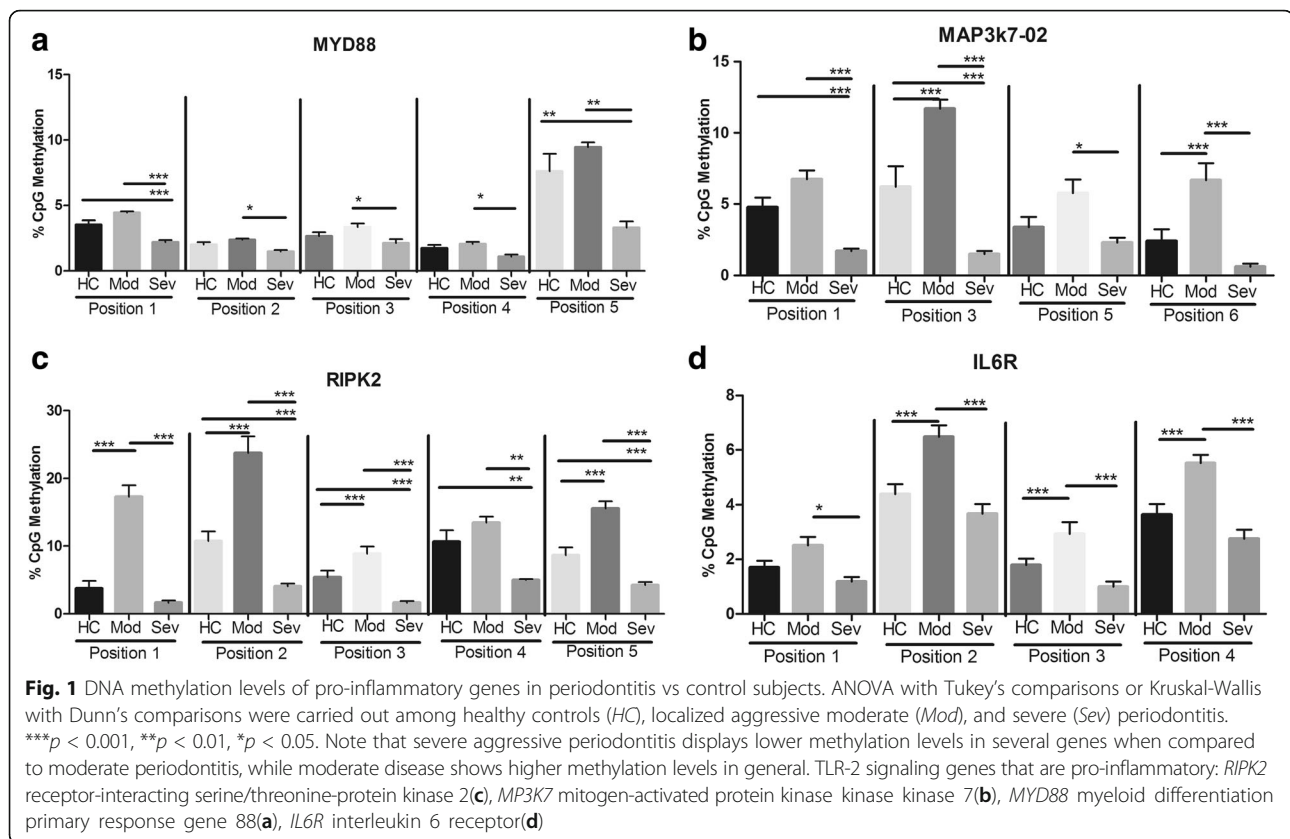 a
MYD88
% CpG Methylation
15
10
5
0
***
***
*
*
*
**
**
HC Mod Sev HC Mod Sev HC Mod Sev HC Mod Sev HC Mod Sev
Position 1 Position 2 Position 3 Position 4 Position 5
b
MAP3k7-02
% CpG Methylation
15
10
5
0
***
***
***
***
***
*
***
***
HC Mod Sev HC Mod Sev HC Mod Sev HC Mod Sev
Position 1 Position 3 Position 5 Position 6
c
RIPK2
% CpG Methylation
30
20
10
0
*** ***
***
***
***
***
***
***
**
**
***
***
***
HC Mod Sev HC Mod Sev HC Mod Sev HC Mod Sev HC Mod Sev
Position 1 Position 2 Position 3 Position 4 Position 5
d
IL6R
% CpG Methylation
8
6
4
2
0
*
*** ***
*** ***
*** ***
HC Mod Sev HC Mod Sev HC Mod Sev HC Mod Sev
Position 1 Position 2 Position 3 Position 4
Fig. 1 DNA methylation levels of pro-inflammatory genes in periodontitis vs control subjects. ANOVA with Tukey's comparisons or Kruskal-Wallis
with Dunn's comparisons were carried out among healthy controls (HC), localized aggressive moderate (Mod), and severe (Sev) periodontitis.
***p < 0.001, **p < 0.01, *p < 0.05. Note that severe aggressive periodontitis displays lower methylation levels in several genes when compared
to moderate periodontitis, while moderate disease shows higher methylation levels in general. TLR-2 signaling genes that are pro-inflammatory: RIPK2
receptor-interacting serine/threonine-protein kinase 2(c), MP3K7 mitogen-activated protein kinase kinase kinase 7(b), MYD88 myeloid differentiation
primary response gene 88(a), IL6R interleukin 6 receptor(d)